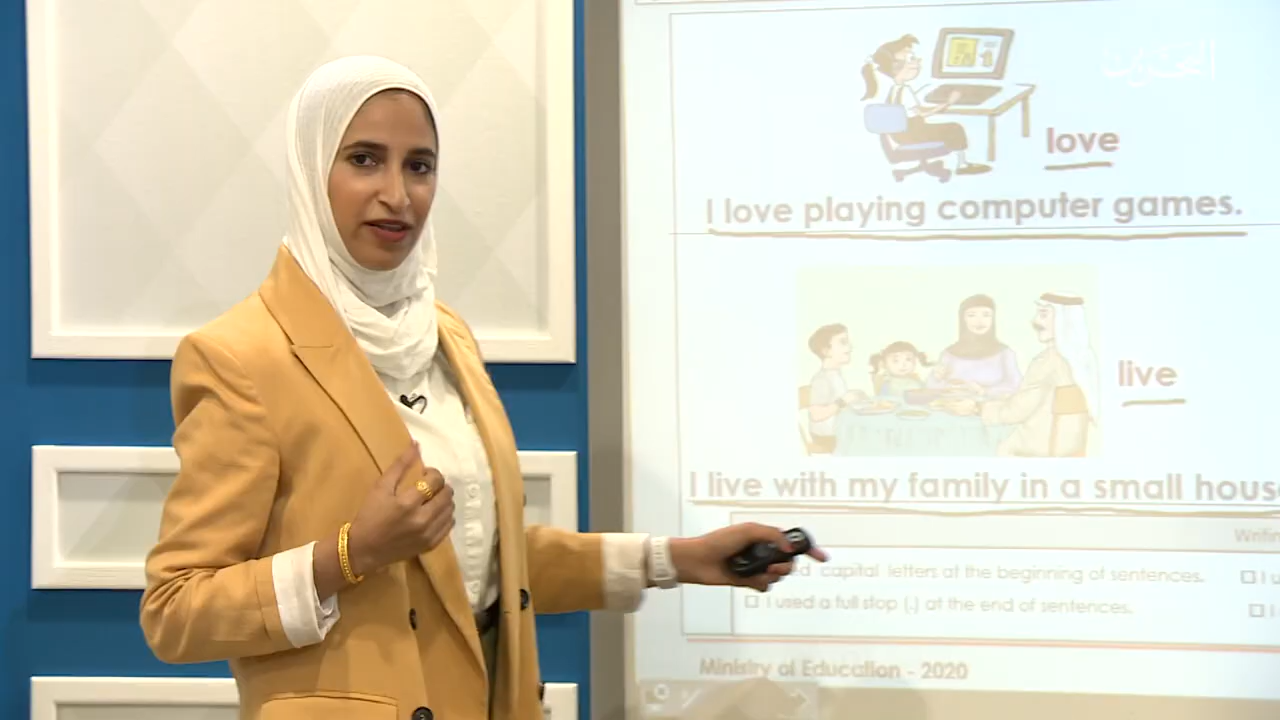 البحرين
love
I love playing computer games.
live
I live with my family in a small
capital letters at the beginning of sentences.
I used a full stop (.) at the end of sentences.
Ministry of Education - 2020